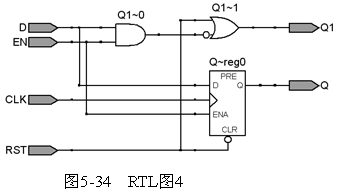 Q1~0
Q1~1
D
EN
Q1
Q~reg0
PRE
D
Q
Q
CLK
ENA
CLR
RST
图5-34 RTL图4